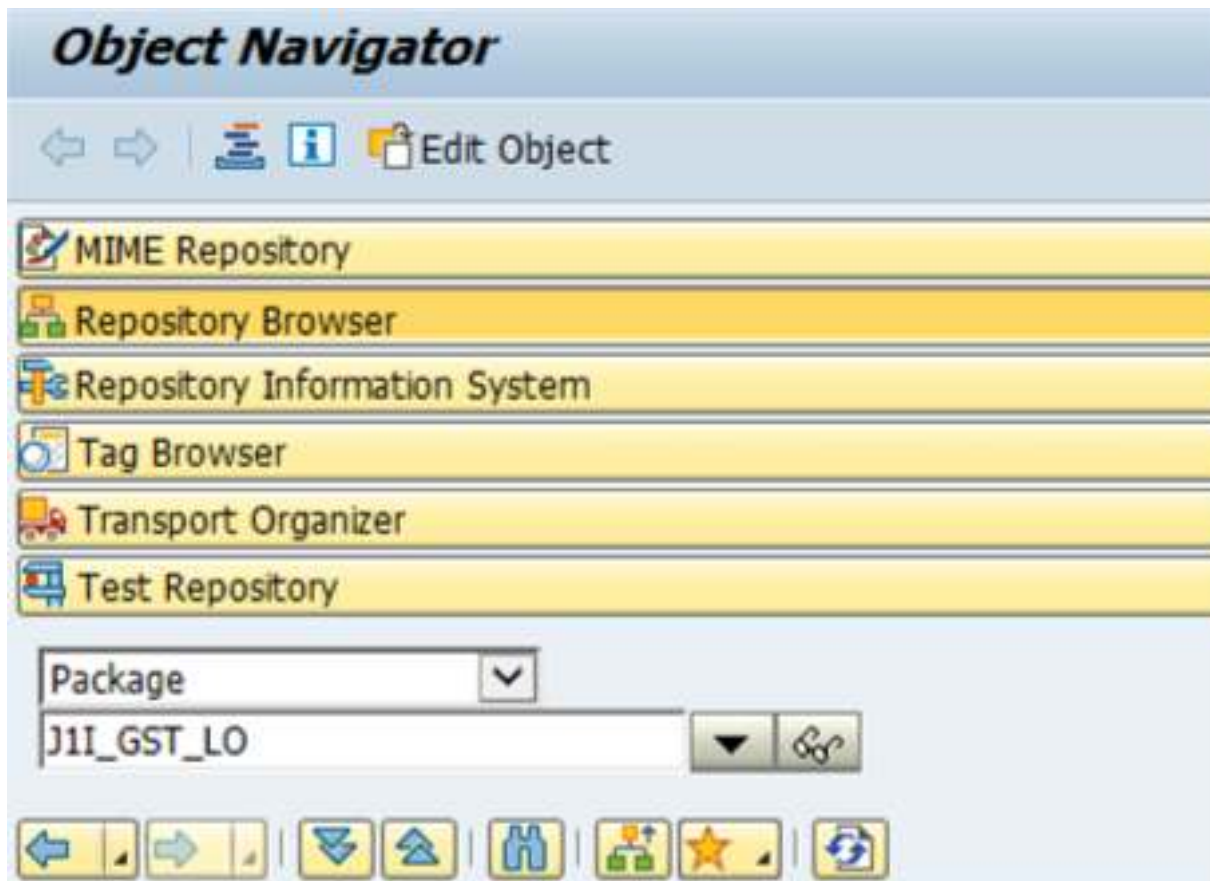 Object Navigator
Edit Object
MIME Repository
Repository Browser
Repository Information System
Tag Browser
Transport Organizer
Test Repository
Package
J1I_GST_LO